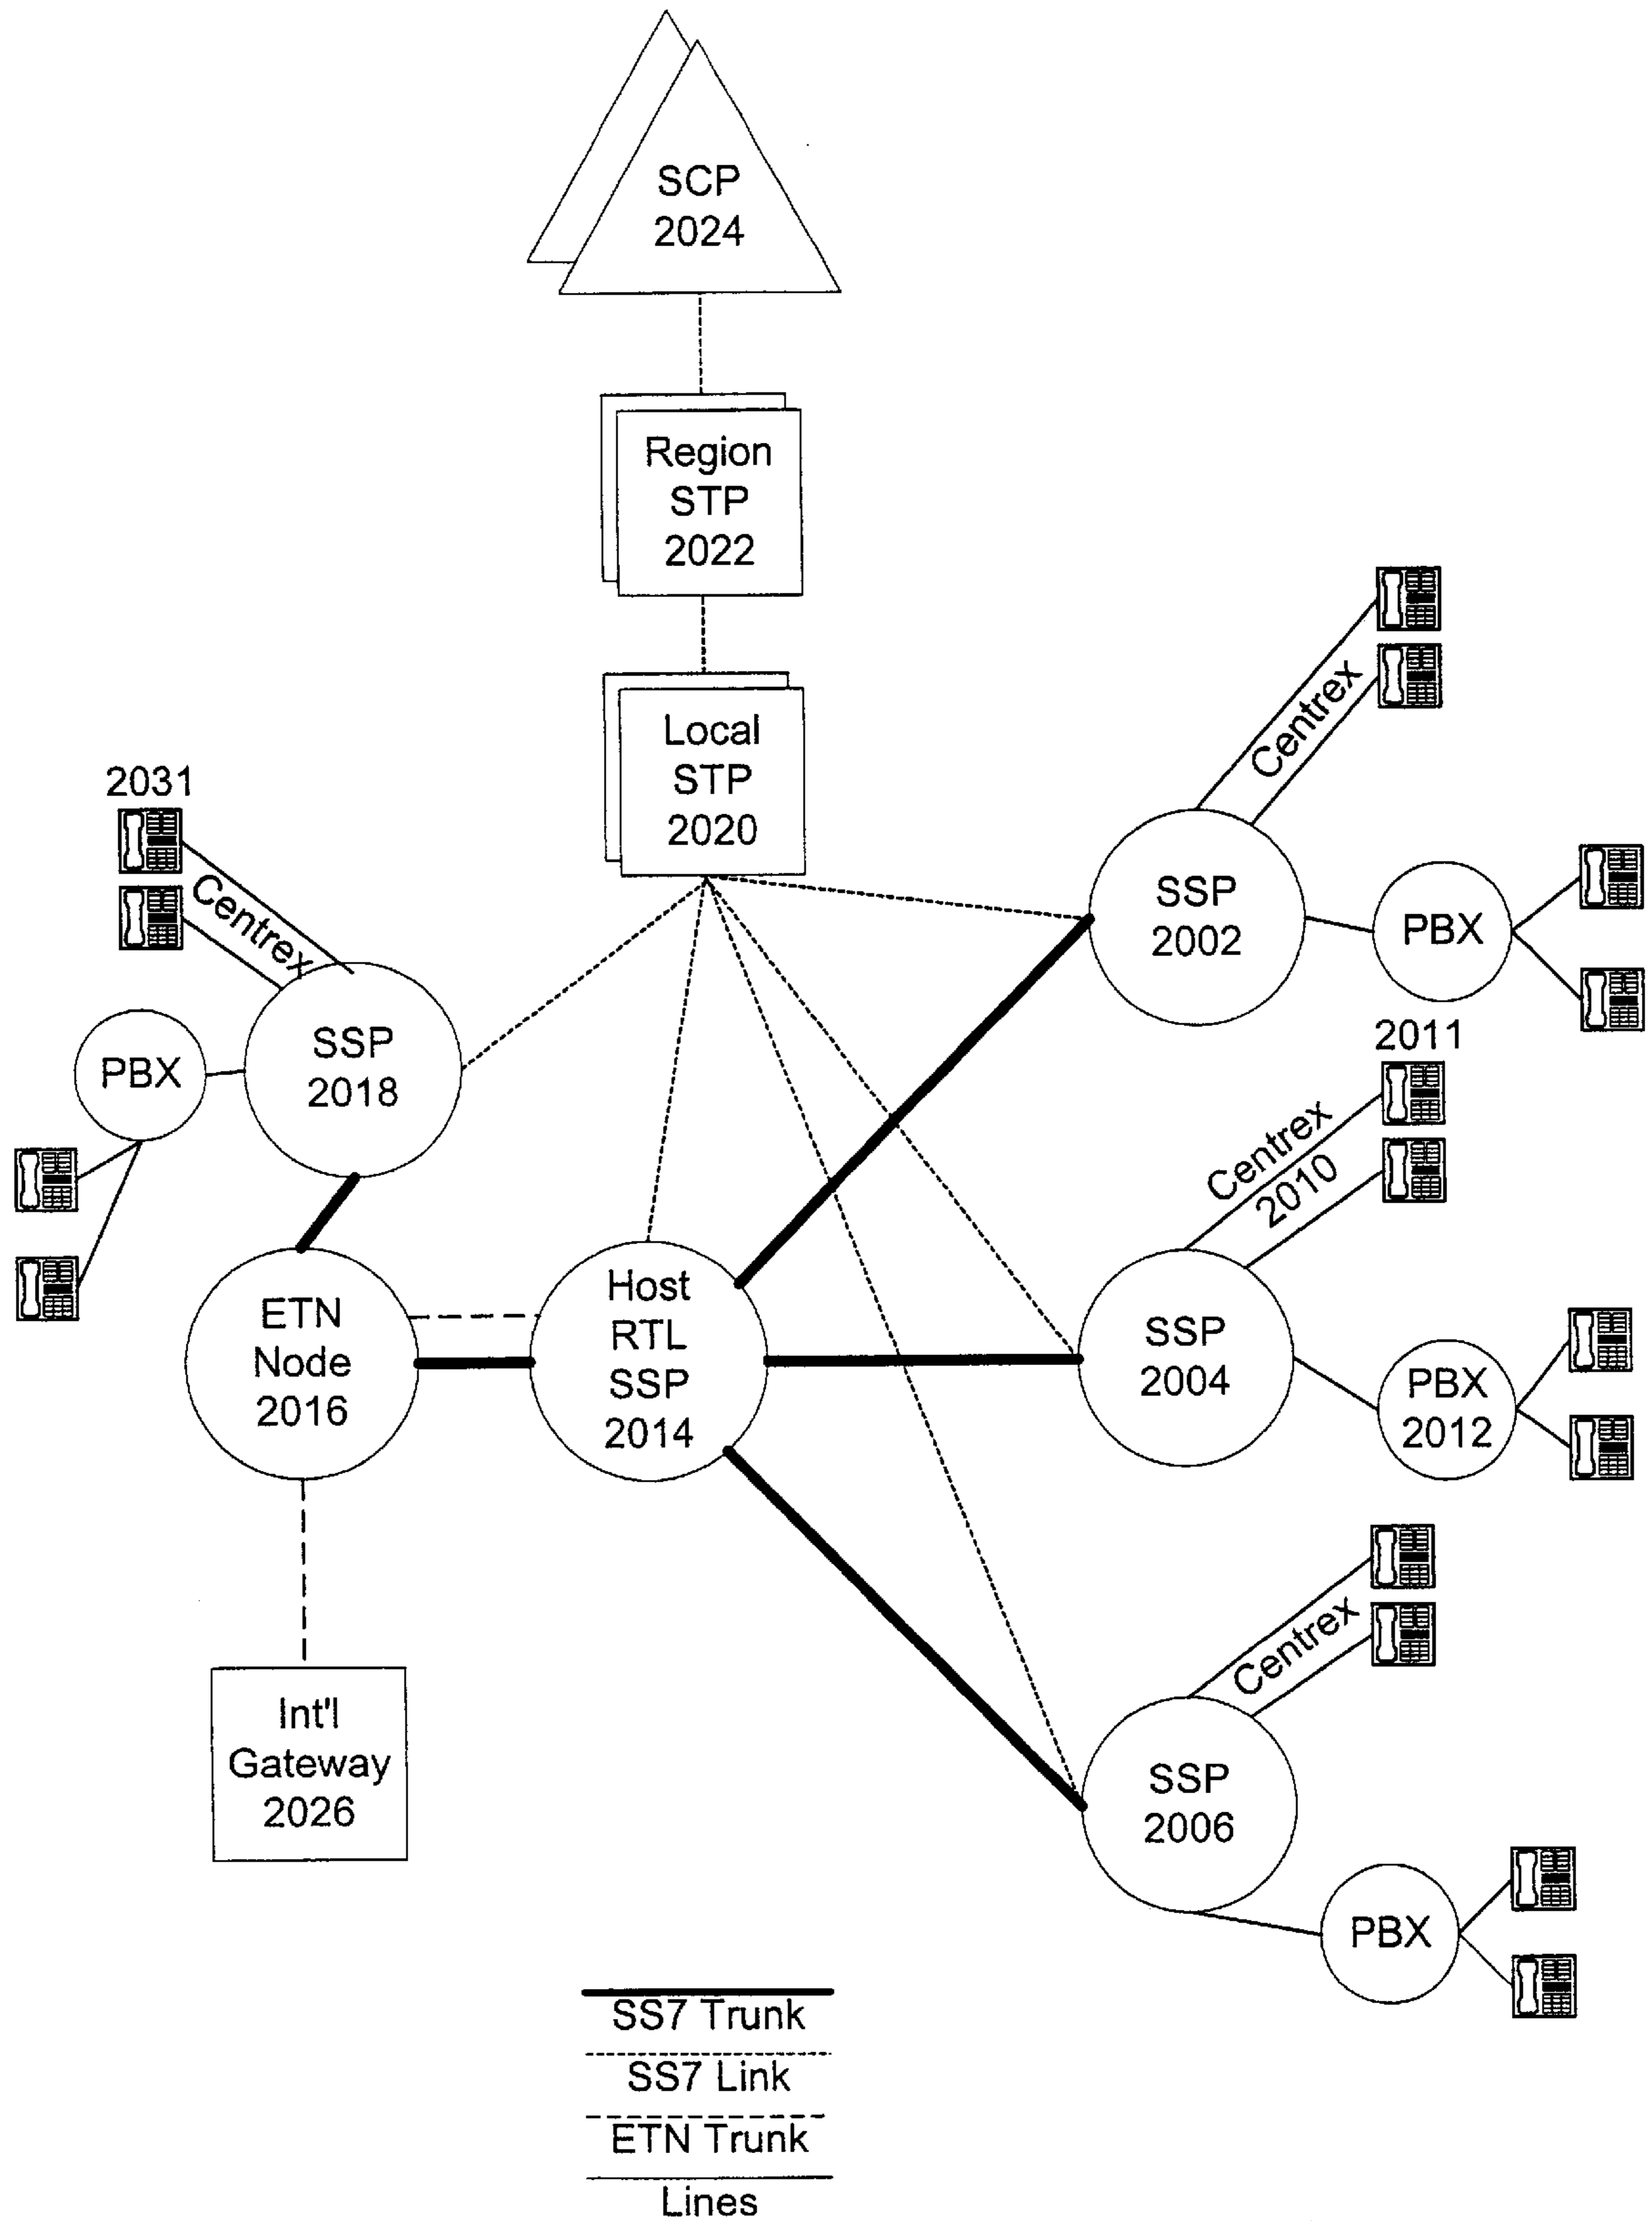 SCP
2024
Region
STP
2022
Local
STP
2020
2031
Centrex
SSP
2018
PBX
Centrex
SSP
2002
PBX
2011
Centrex
2010
SSP
2004
PBX
2012
ETN
Node
2016
Host
RTL
SSP
2014
Int'l
Gateway
2026
Centrex
SSP
2006
PBX
SS7 Trunk
SS7 Link
ETN Trunk
Lines